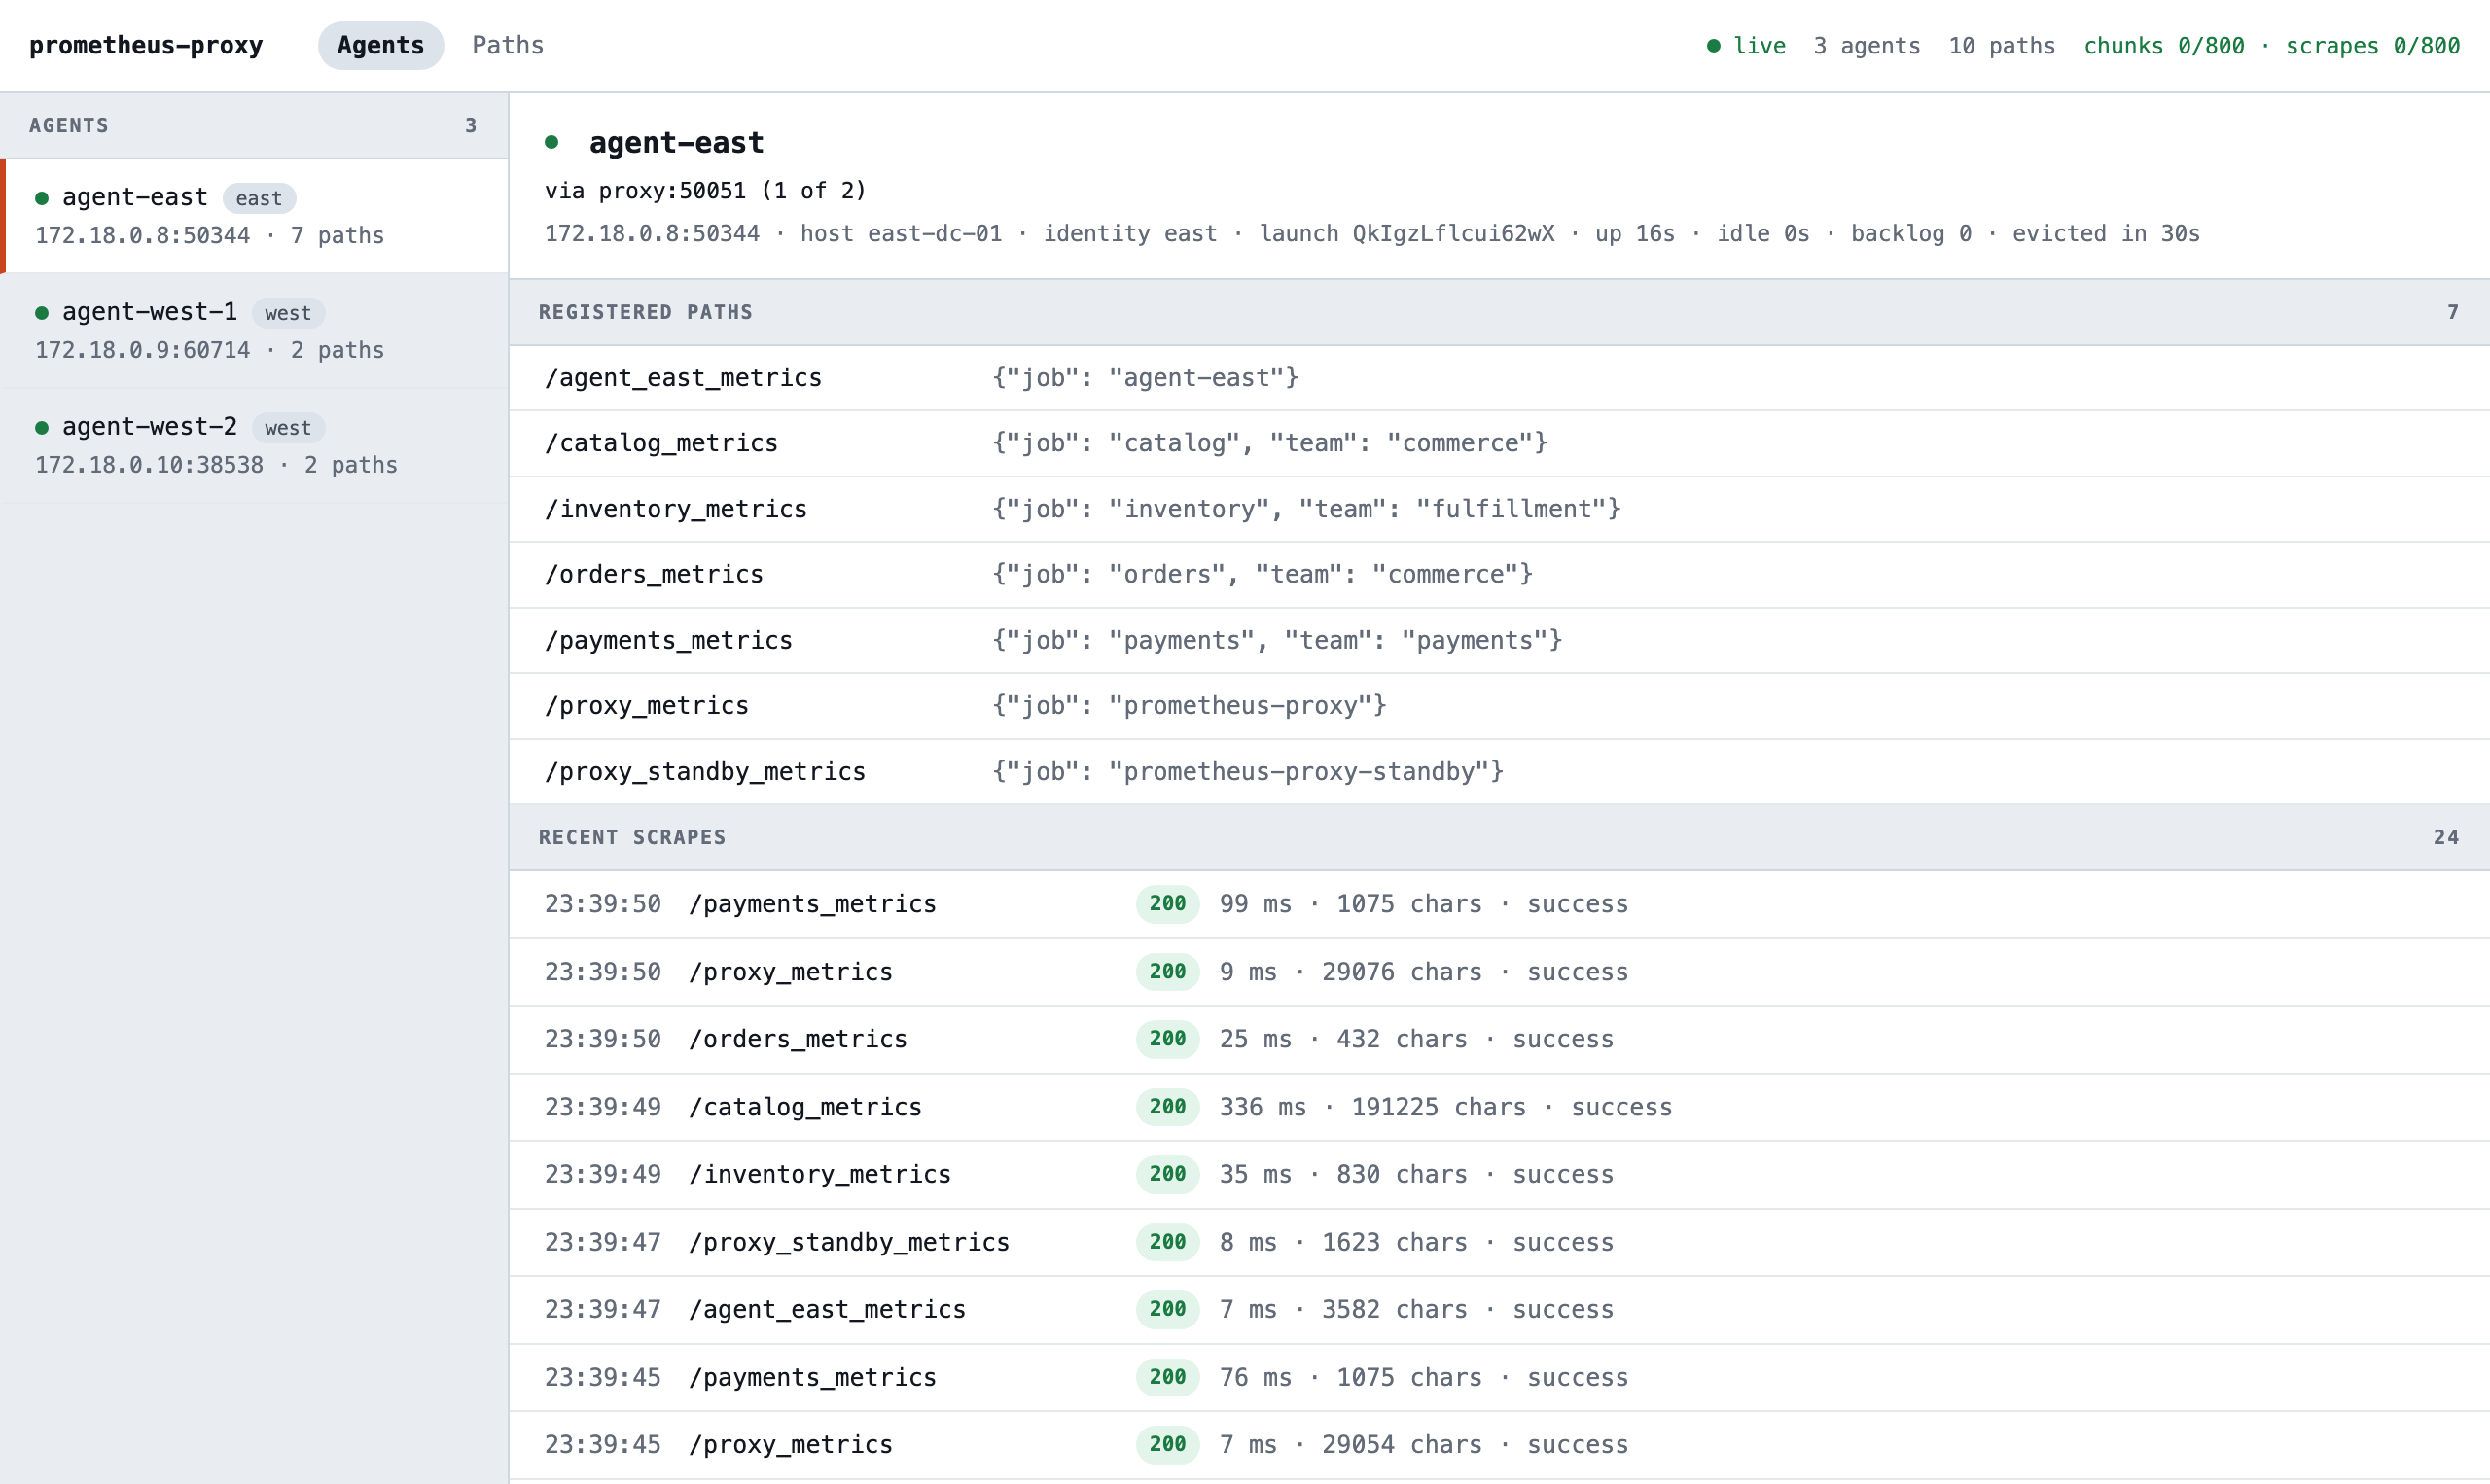 prometheus-proxy Agents Paths live 3 agents 10 paths chunks 0/800 · scrapes 0/800
AGENTS 3
agent-east east
172.18.0.8:50344 · 7 paths
agent-west-1 west
172.18.0.9:60714 · 2 paths
agent-west-2 west
172.18.0.10:38538 · 2 paths
agent-east
via proxy:50051 (1 of 2)
172.18.0.8:50344 · host east-dc-01 · identity east · launch QkIgzLflcui62wX · up 16s · idle 0s · backlog 0 · evicted in 30s
REGISTERED PATHS 7
/agent_east_metrics {"job": "agent-east"}
/catalog_metrics {"job": "catalog", "team": "commerce"}
/inventory_metrics {"job": "inventory", "team": "fulfillment"}
/orders_metrics {"job": "orders", "team": "commerce"}
/payments_metrics {"job": "payments", "team": "payments"}
/proxy_metrics {"job": "prometheus-proxy"}
/proxy_standby_metrics {"job": "prometheus-proxy-standby"}
RECENT SCRAPES 24
23:39:50 /payments_metrics 200 99 ms · 1075 chars · success
23:39:50 /proxy_metrics 200 9 ms · 29076 chars · success
23:39:50 /orders_metrics 200 25 ms · 432 chars · success
23:39:49 /catalog_metrics 200 336 ms · 191225 chars · success
23:39:49 /inventory_metrics 200 35 ms · 830 chars · success
23:39:47 /proxy_standby_metrics 200 8 ms · 1623 chars · success
23:39:47 /agent_east_metrics 200 7 ms · 3582 chars · success
23:39:45 /payments_metrics 200 76 ms · 1075 chars · success
23:39:45 /proxy_metrics 200 7 ms · 29054 chars · success